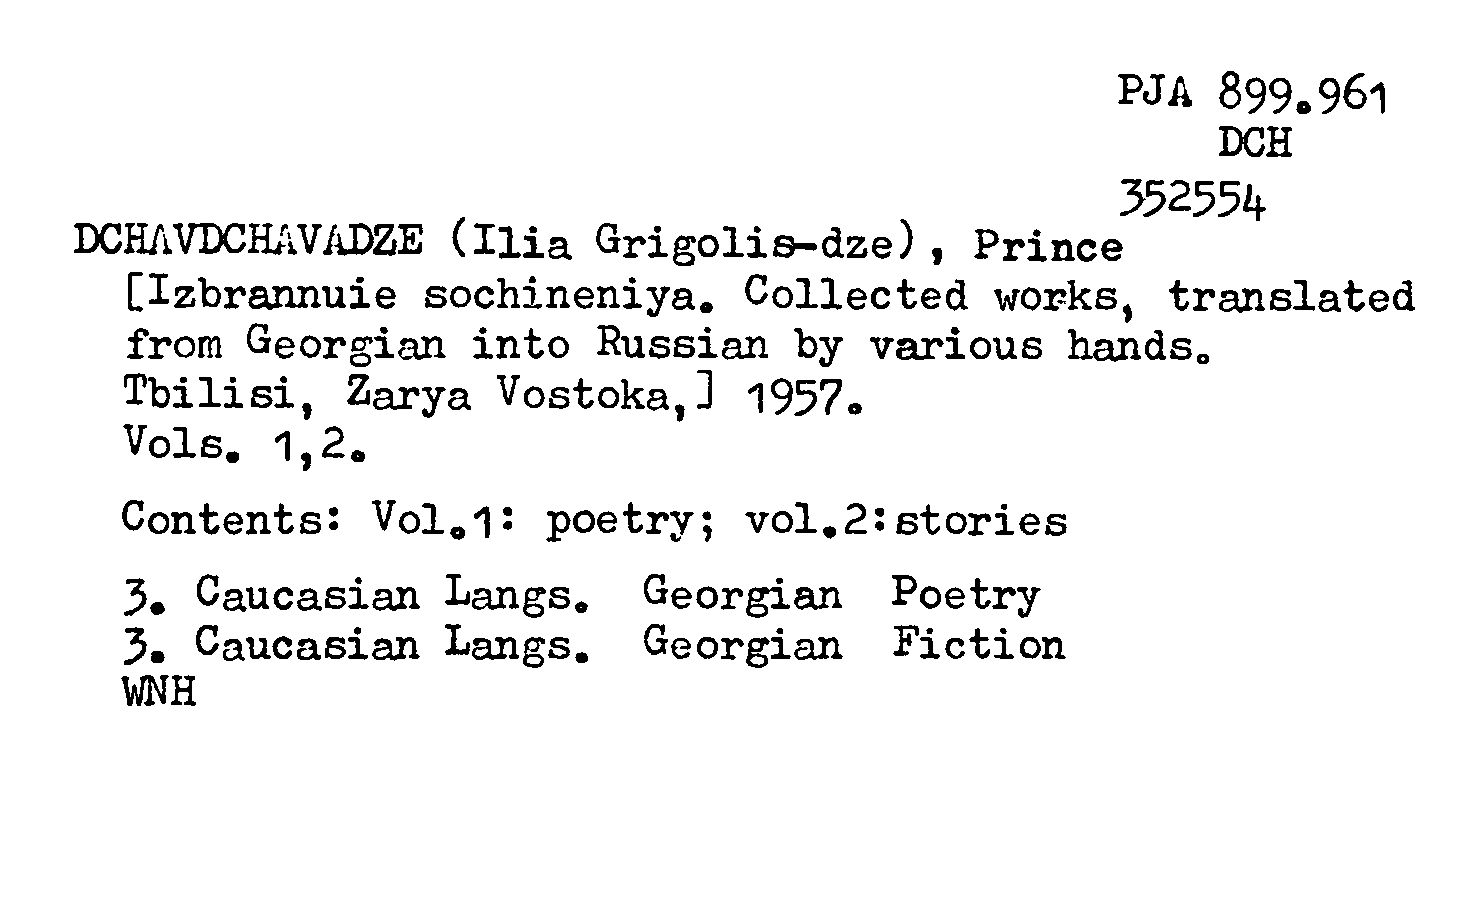 PJA 899.961
DCH
352554
DCHAVDCHAVADZE (Ilia Grigolis-dze), Prince
[Izbrannuie sochineniya. Collected works, translated
from Georgian into Russian by various hands.
Tbilisi, Zarya Vostoka,] 1957.
Vols. 1,2.
Contents: Vol.1: poetry; vol.2:stories
3. Caucasian Langs. Georgian Poetry
3. Caucasian Langs. Georgian Fiction
WNH